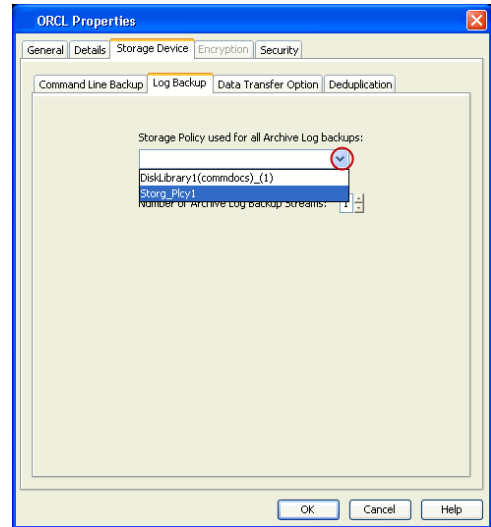 ORCL Properties
General Details Storage Device Encryption Security
Command Line Backup Log Backup Data Transfer Option Deduplication
Storage Policy used for all Archive Log backups:
DiskLibrary1(commdocs)_(1)
Storg_Plcy1
Number of Archive Log Backup Streams: 1
OK Cancel Help